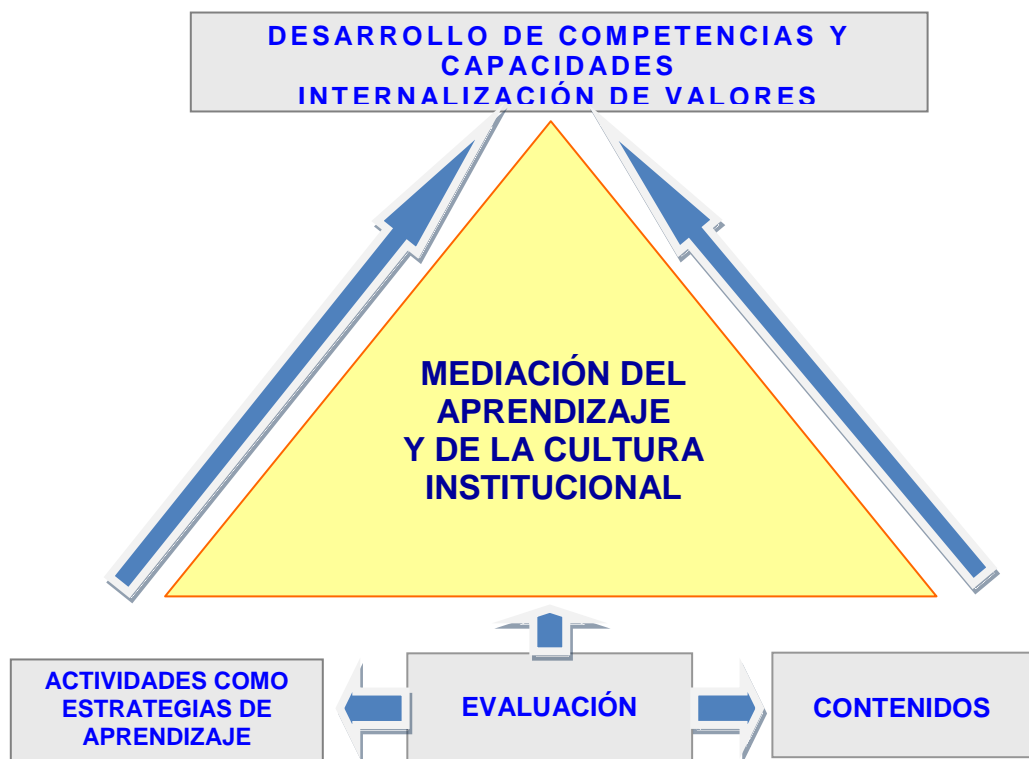 DESARROLLO DE COMPETENCIAS Y
CAPACIDADES
INTERNALIZACIÓN DE VALORES
MEDIACIÓN DEL
APRENDIZAJE
Y DE LA CULTURA
INSTITUCIONAL
ACTIVIDADES COMO
ESTRATEGIAS DE
APRENDIZAJE
EVALUACIÓN
CONTENIDOS